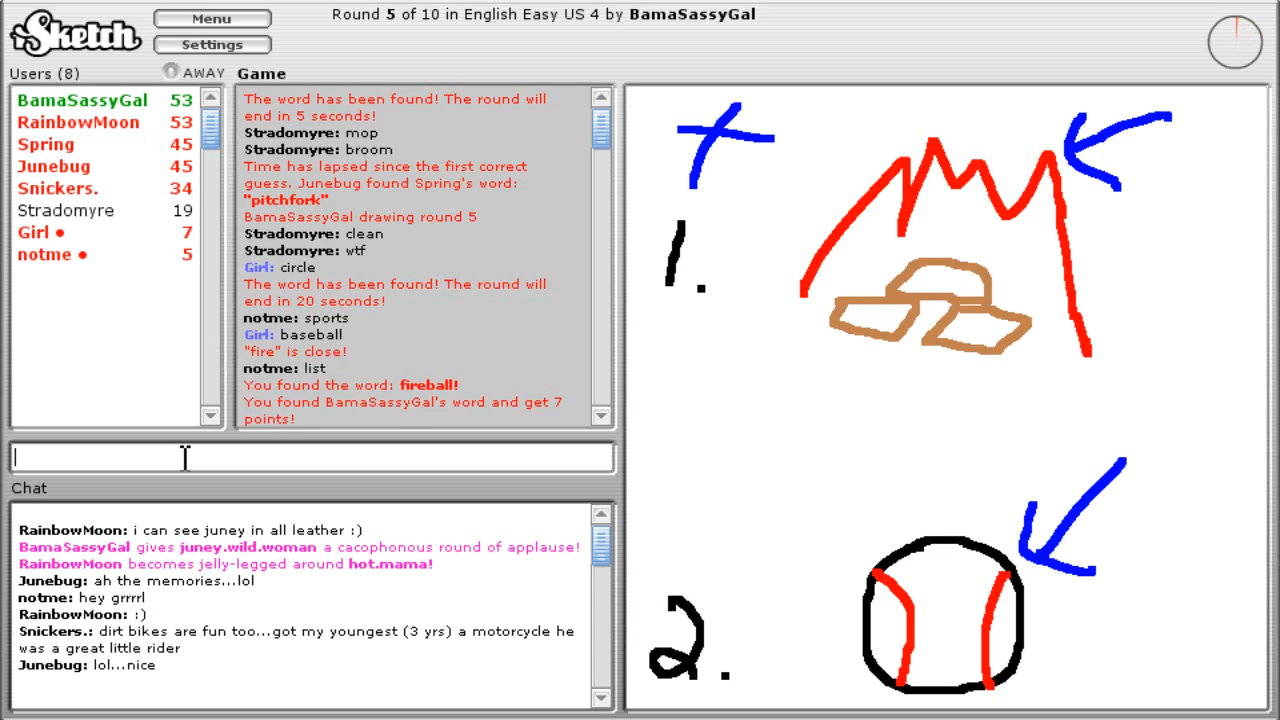 iSketch
Menu
Settings
Round 5 of 10 in English Easy US 4 by BamaSassyGal
Users (8)
AWAY
Game
BamaSassyGal 53
RainbowMoon 53
Spring 45
Junebug 45
Snickers. 34
Stradomyre 19
Girl • 7
notme • 5
The word has been found! The round will
end in 5 seconds!
Stradomyre: mop
Stradomyre: broom
Time has lapsed since the first correct
guess. Junebug found Spring's word:
"pitchfork"
BamaSassyGal drawing round 5
Stradomyre: clean
Stradomyre: wtf
Girl: circle
The word has been found! The round will
end in 20 seconds!
notme: sports
Girl: baseball
"fire" is close!
notme: list
You found the word: fireball!
You found BamaSassyGal's word and get 7
points!
Chat
RainbowMoon: i can see juney in all leather :)
BamaSassyGal gives juney.wild.woman a cacophonous round of applause!
RainbowMoon becomes jelly-legged around hot.mama!
Junebug: ah the memories...lol
notme: hey grrrl
RainbowMoon: :)
Snickers.: dirt bikes are fun too...got my youngest (3 yrs) a motorcycle he
was a great little rider
Junebug: lol...nice
+
1.
2.